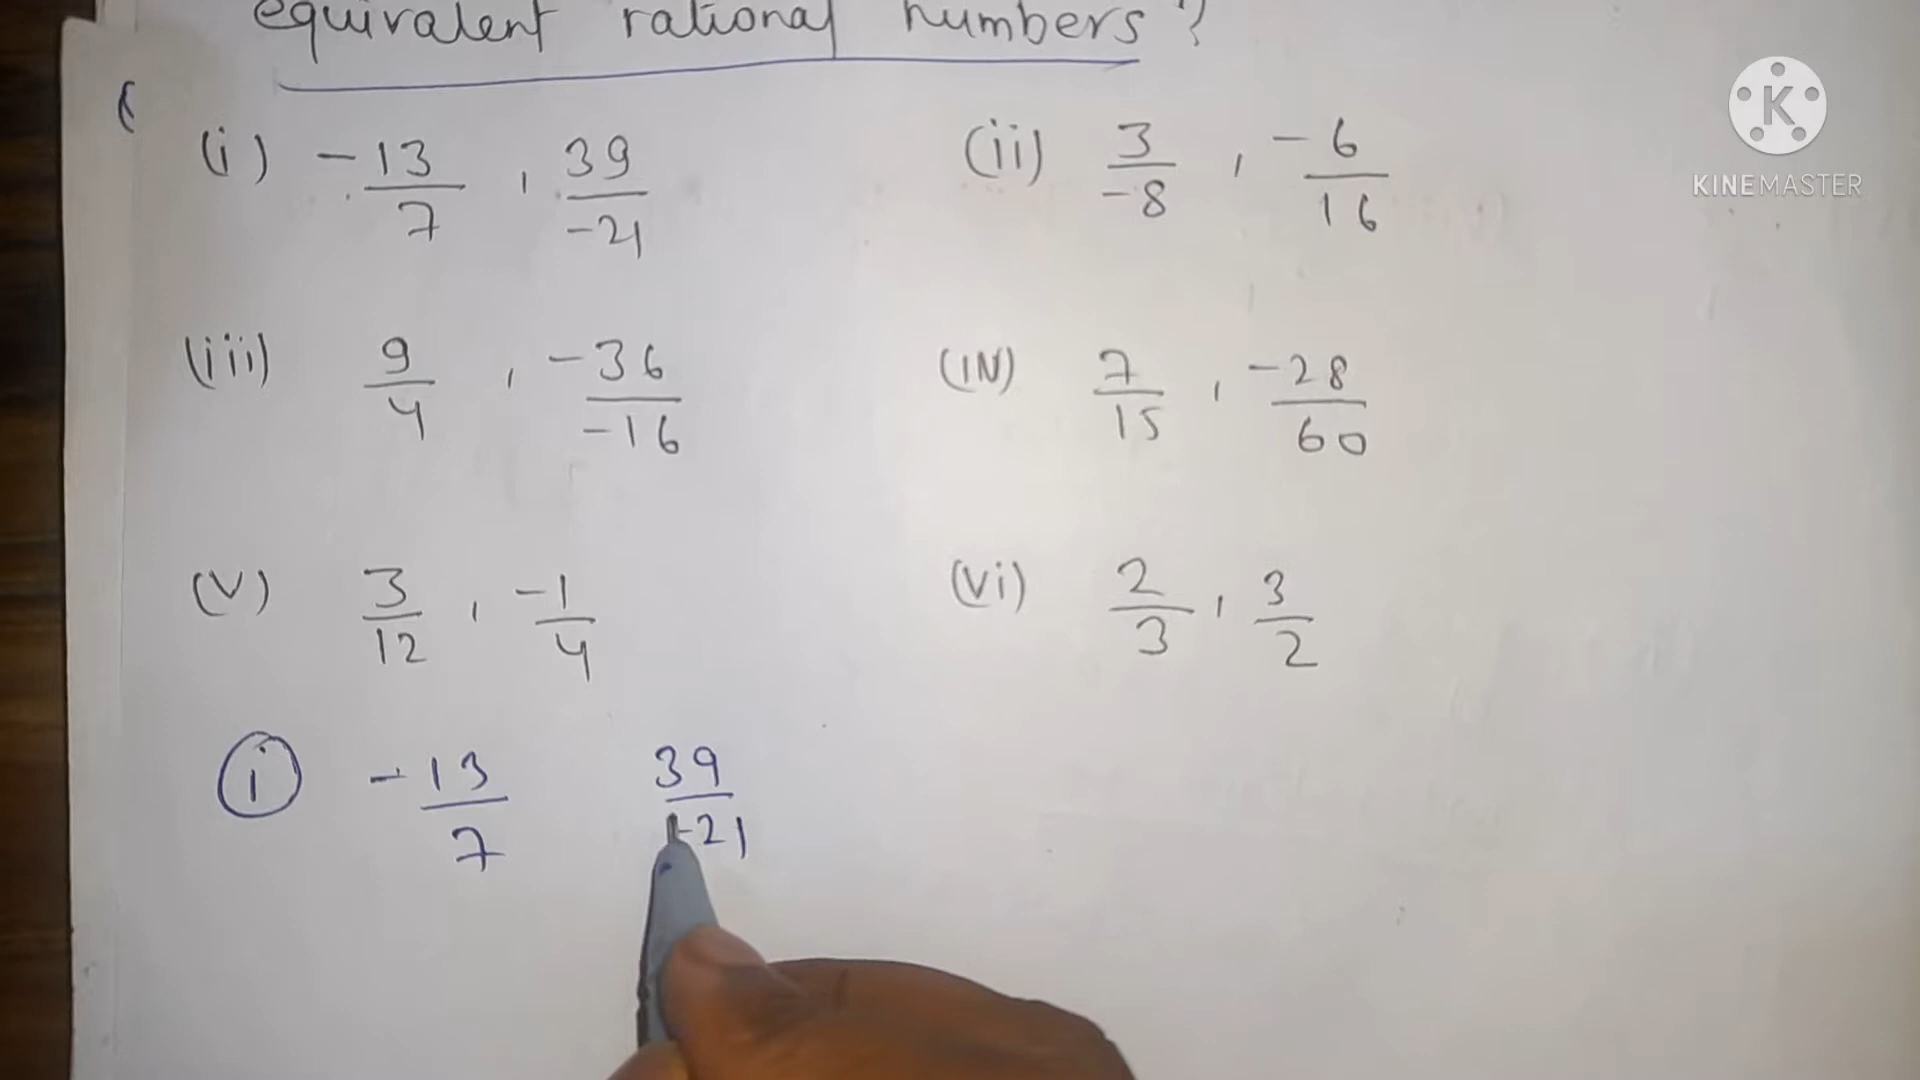 equivalent rational numbers?
(i) -13/7 , 39/-21 (ii) 3/-8 , -6/16
(iii) 9/4 , -36/-16 (iv) 7/15 , -28/60
(v) 3/12 , -1/4 (vi) 2/3 , 3/2
i -13/7 39/-21
KINEMASTER